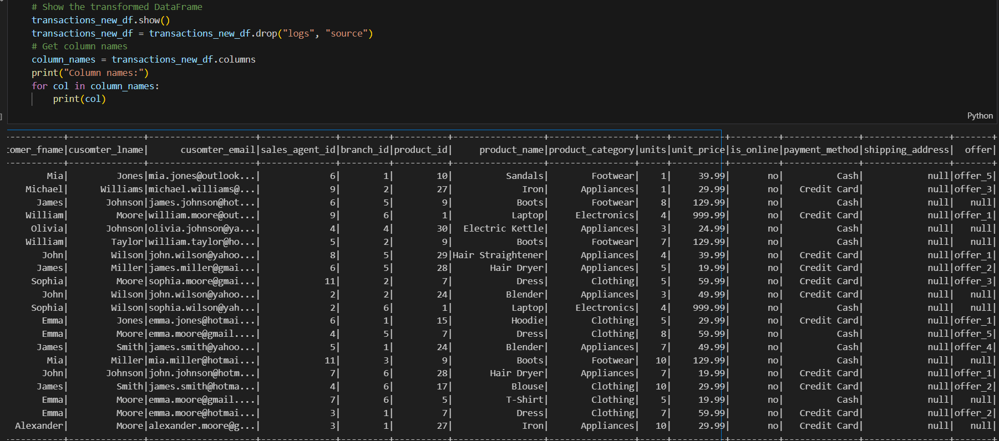 # Show the transformed DataFrame
transactions_new_df.show()
transactions_new_df = transactions_new_df.drop("logs", "source")
# Get column names
column_names = transactions_new_df.columns
print("Column names:")
for col in column_names:
    print(col)
]
Python
-----------+--------------+--------------------+--------------+---------+----------+-----------------+----------------+-----+----------+---------+--------------+----------------+-------+
tomer_fname|cusomter_lname|      cusomter_email|sales_agent_id|branch_id|product_id|     product_name|product_category|units|unit_price|is_online|payment_method|shipping_address|  offer|
-----------+--------------+--------------------+--------------+---------+----------+-----------------+----------------+-----+----------+---------+--------------+----------------+-------+
        Mia|         Jones|mia.jones@outlook...|             6|        1|        10|          Sandals|        Footwear|    1|     39.99|       no|          Cash|            null|offer_5|
    Michael|      Williams|michael.williams@...|             9|        2|        27|             Iron|      Appliances|    1|     29.99|       no|   Credit Card|            null|offer_3|
      James|       Johnson|james.johnson@hot...|             6|        5|         9|            Boots|        Footwear|    8|    129.99|       no|          Cash|            null|   null|
    William|         Moore|william.moore@out...|             9|        6|         1|           Laptop|     Electronics|    4|    999.99|       no|   Credit Card|            null|offer_1|
     Olivia|       Johnson|olivia.johnson@ya...|             4|        4|        30|  Electric Kettle|      Appliances|    3|     24.99|       no|          Cash|            null|   null|
    William|        Taylor|william.taylor@ho...|             5|        2|         9|            Boots|        Footwear|    7|    129.99|       no|          Cash|            null|   null|
       John|        Wilson|john.wilson@yahoo...|             8|        5|        29|Hair Straightener|      Appliances|    4|     39.99|       no|   Credit Card|            null|offer_1|
      James|        Miller|james.miller@gmai...|             6|        5|        28|       Hair Dryer|      Appliances|    5|     19.99|       no|   Credit Card|            null|offer_2|
     Sophia|         Moore|sophia.moore@gmai...|            11|        2|         7|            Dress|        Clothing|    5|     59.99|       no|   Credit Card|            null|offer_3|
       John|        Wilson|john.wilson@yahoo...|             2|        2|        24|          Blender|      Appliances|    3|     49.99|       no|   Credit Card|            null|   null|
     Sophia|        Wilson|sophia.wilson@yah...|             2|        6|         1|           Laptop|     Electronics|    4|    999.99|       no|          Cash|            null|   null|
       Emma|         Jones|emma.jones@hotmai...|             6|        1|        15|           Hoodie|        Clothing|    5|     29.99|       no|   Credit Card|            null|offer_1|
       Emma|         Moore|emma.moore@gmail....|             4|        5|         7|            Dress|        Clothing|    8|     59.99|       no|          Cash|            null|offer_5|
      James|         Smith|james.smith@yahoo...|             5|        1|        24|          Blender|      Appliances|    7|     49.99|       no|          Cash|            null|offer_4|
        Mia|        Miller|mia.miller@hotmai...|            11|        3|         9|            Boots|        Footwear|   10|    129.99|       no|          Cash|            null|   null|
       John|       Johnson|john.johnson@hotm...|             7|        6|        28|       Hair Dryer|      Appliances|    7|     19.99|       no|   Credit Card|            null|offer_1|
      James|         Smith|james.smith@hotma...|             4|        6|        17|           Blouse|        Clothing|   10|     29.99|       no|   Credit Card|            null|offer_2|
       Emma|         Moore|emma.moore@gmail....|             7|        6|         5|          T-Shirt|        Clothing|    5|     19.99|       no|          Cash|            null|   null|
       Emma|         Moore|emma.moore@hotmai...|             3|        1|         7|            Dress|        Clothing|    7|     59.99|       no|   Credit Card|            null|offer_2|
  Alexander|         Moore|alexander.moore@g...|             3|        1|        27|             Iron|      Appliances|   10|     29.99|       no|   Credit Card|            null|   null|
-----------+--------------+--------------------+--------------+---------+----------+-----------------+----------------+-----+----------+---------+--------------+----------------+-------+